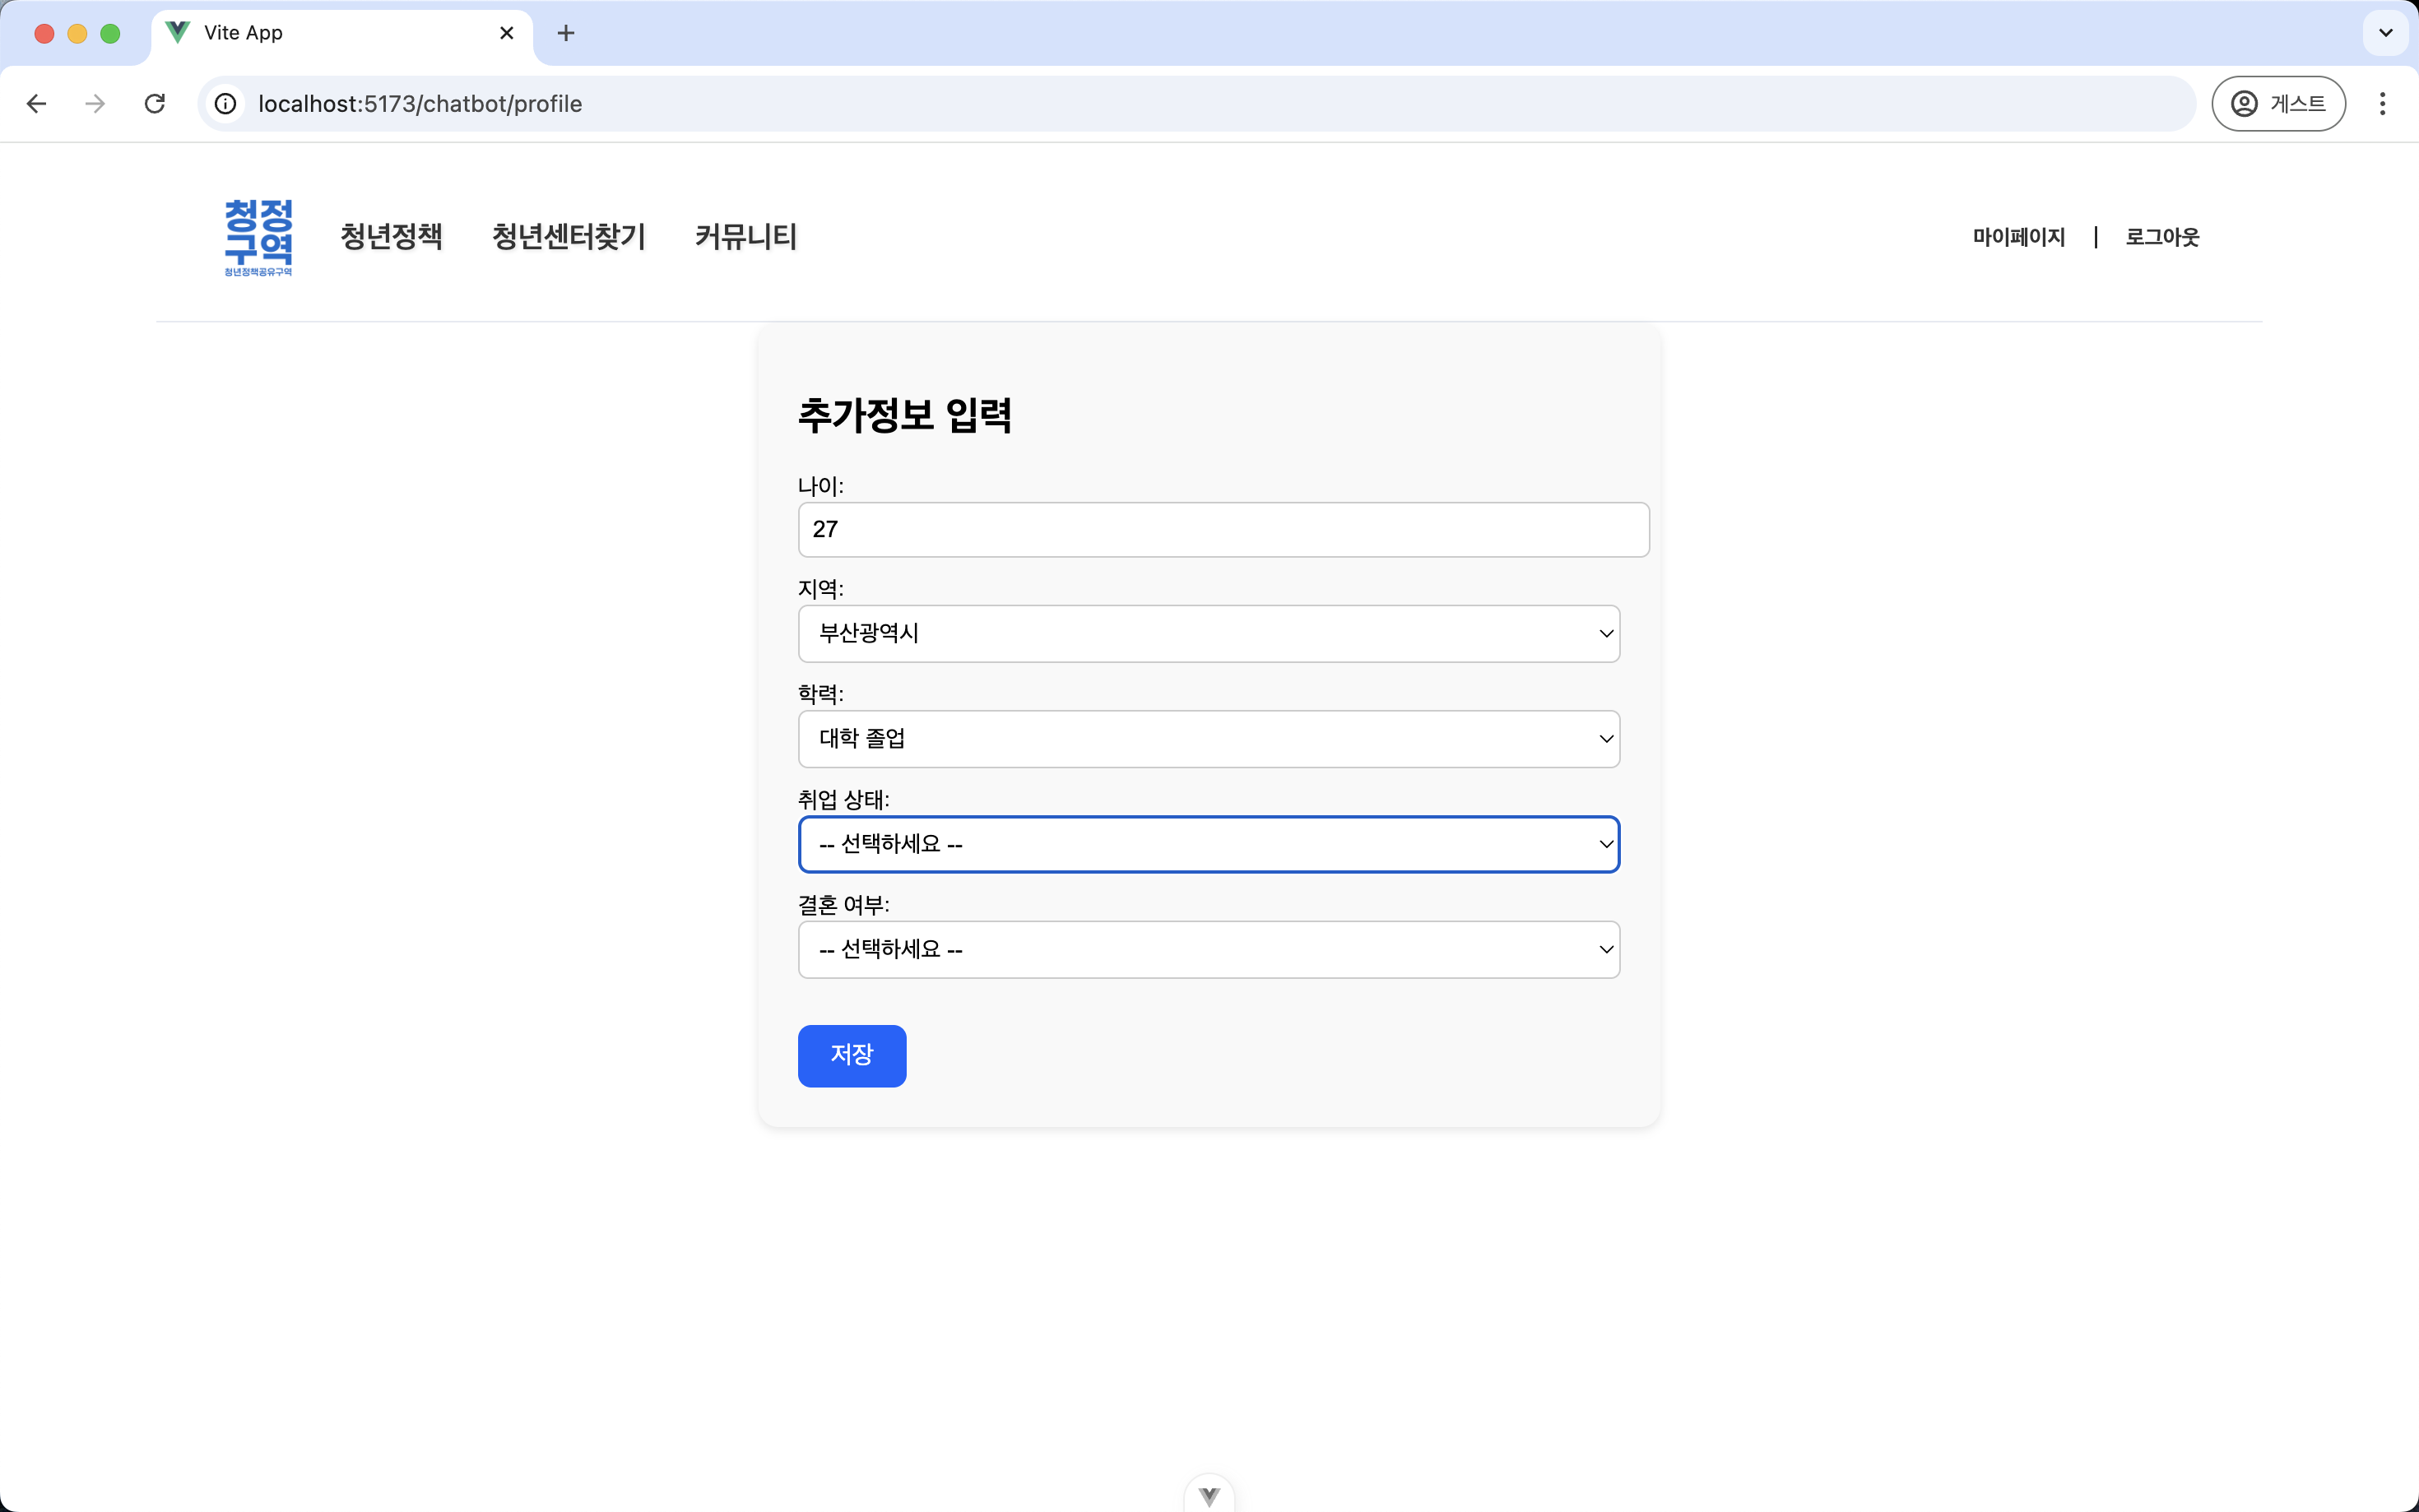 Vite App
localhost:5173/chatbot/profile
게스트
청정
구역
청년정책공유구역
청년정책 청년센터찾기 커뮤니티
마이페이지 | 로그아웃
추가정보 입력
나이:
27
지역:
부산광역시
학력:
대학 졸업
취업 상태:
-- 선택하세요 --
결혼 여부:
-- 선택하세요 --
저장